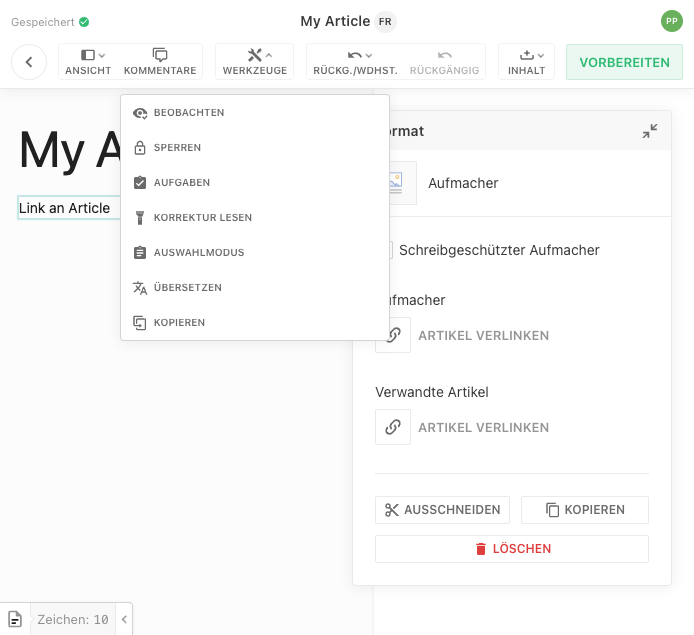 Gespeichert
My Article FR
PP
ANSICHT KOMMENTARE WERKZEUGE RÜCKG./WDHST. RÜCKGÄNGIG INHALT VORBEREITEN
BEOBACHTEN
SPERREN
AUFGABEN
KORREKTUR LESEN
AUSWAHLMODUS
ÜBERSETZEN
KOPIEREN
My A
Link an Article
ormat
Aufmacher
Schreibgeschützter Aufmacher
ufmacher
ARTIKEL VERLINKEN
Verwandte Artikel
ARTIKEL VERLINKEN
AUSSCHNEIDEN KOPIEREN
LÖSCHEN
Zeichen: 10